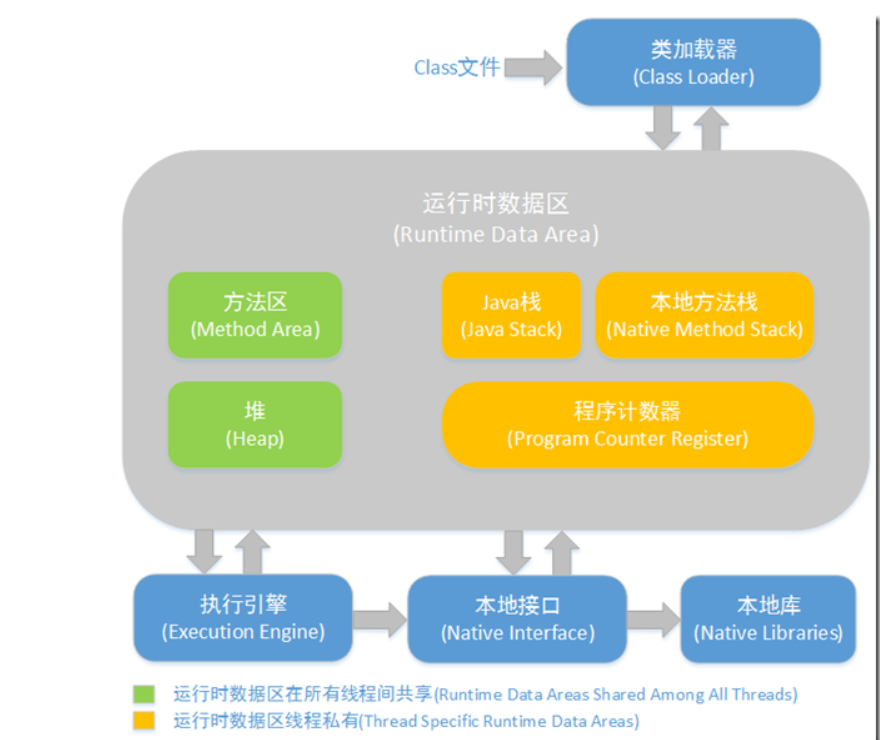 类加载器
(Class Loader)
Class文件
运行时数据区
(Runtime Data Area)
方法区
(Method Area)
Java栈
(Java Stack)
本地方法栈
(Native Method Stack)
堆
(Heap)
程序计数器
(Program Counter Register)
执行引擎
(Execution Engine)
本地接口
(Native Interface)
本地库
(Native Libraries)
运行时数据区在所有线程间共享(Runtime Data Areas Shared Among All Threads)
运行时数据区线程私有(Thread Specific Runtime Data Areas)